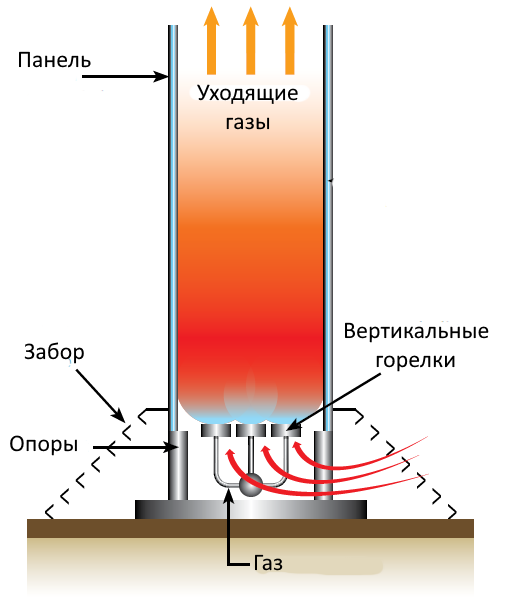 Панель
Уходящие
газы
Вертикальные
горелки
Забор
Опоры
Газ